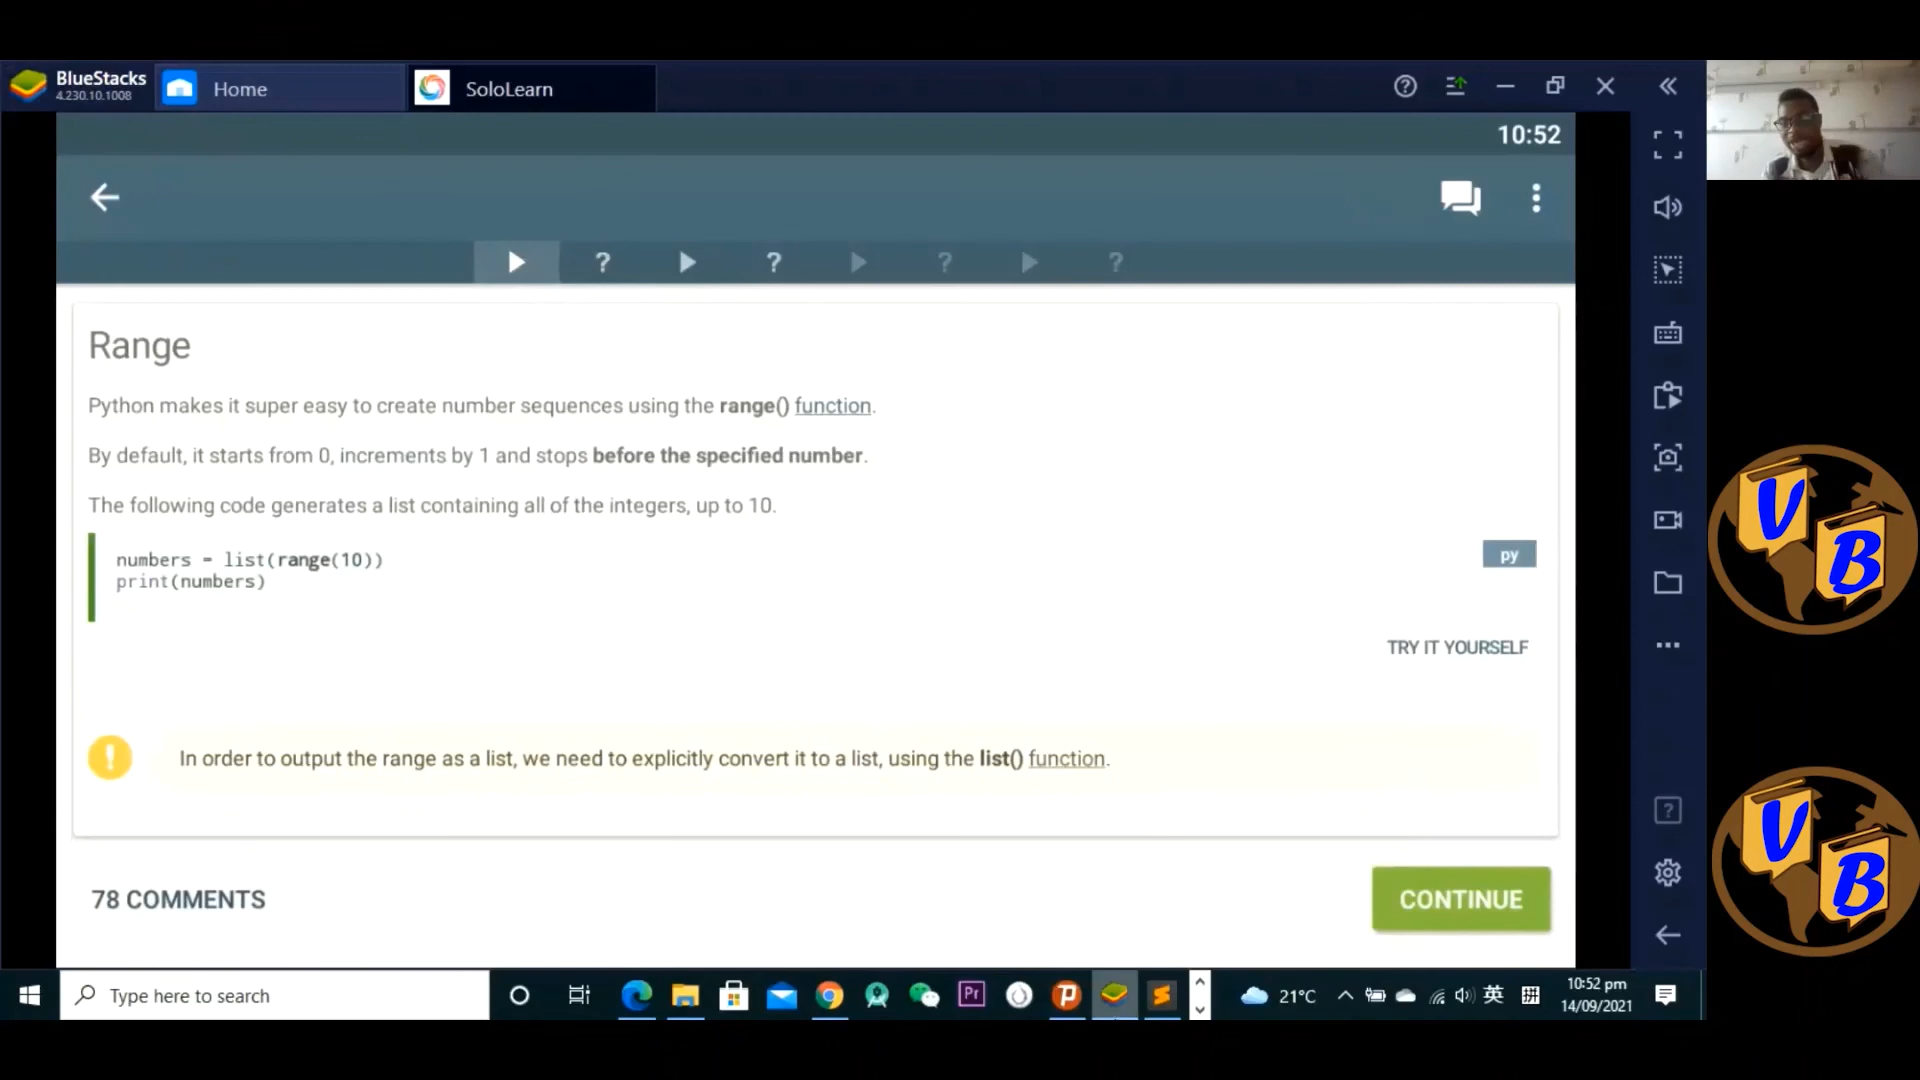 BlueStacks
4.230.10.1008
Home
SoloLearn
10:52
? ? ? ?
Range
Python makes it super easy to create number sequences using the range() function.
By default, it starts from 0, increments by 1 and stops before the specified number.
The following code generates a list containing all of the integers, up to 10.
numbers = list(range(10))
print(numbers)
py
TRY IT YOURSELF
! In order to output the range as a list, we need to explicitly convert it to a list, using the list() function.
78 COMMENTS
CONTINUE
V B
V B
Type here to search
Pr
21°C
英
拼
10:52 pm
14/09/2021